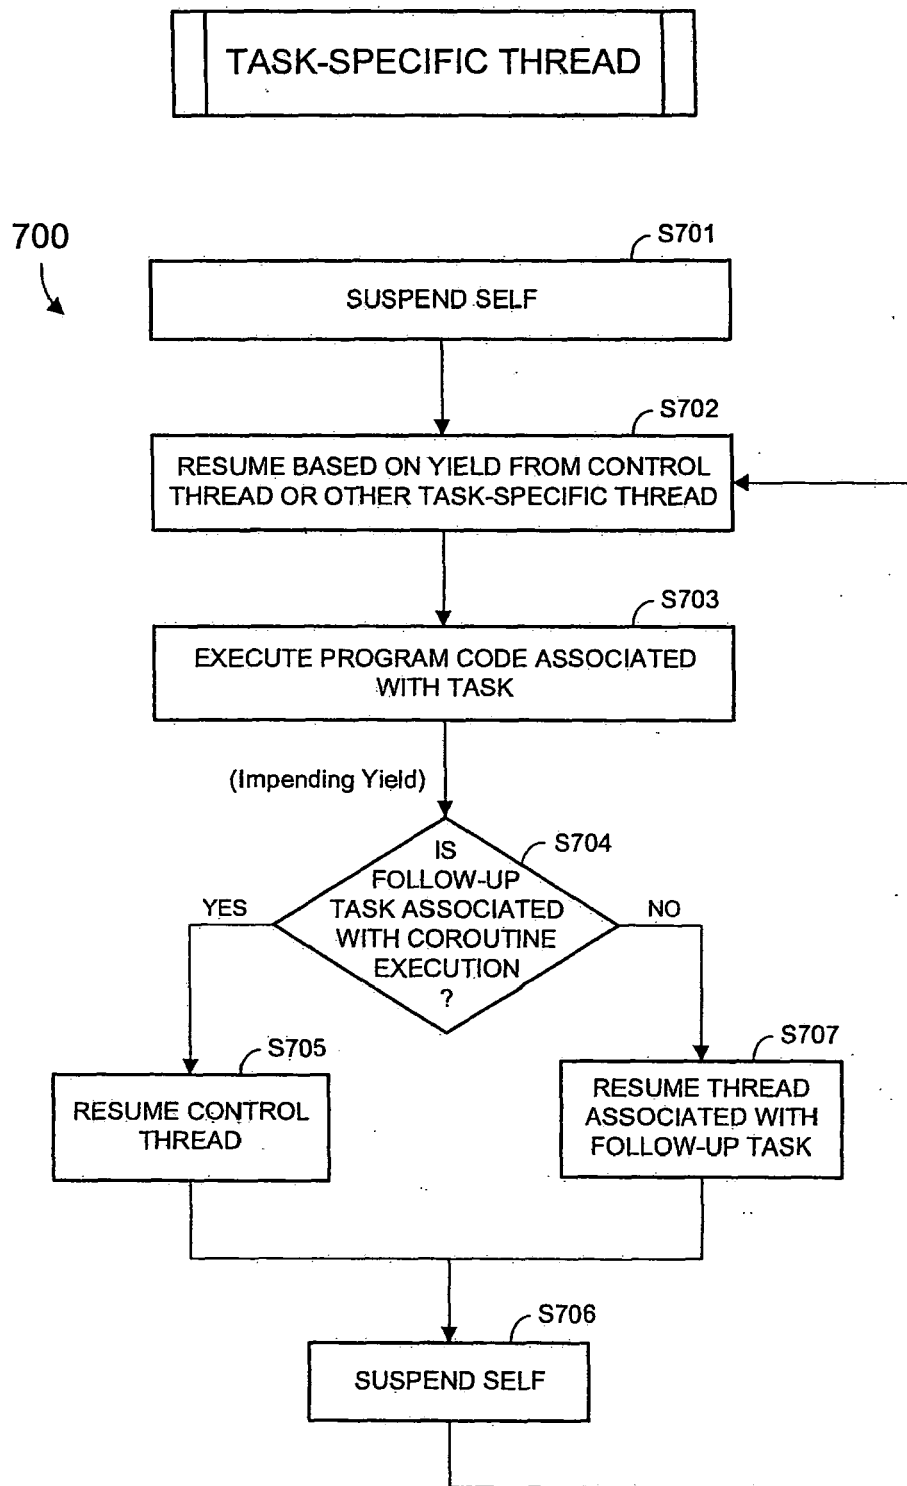 TASK-SPECIFIC THREAD
700
S701
SUSPEND SELF
S702
RESUME BASED ON YIELD FROM CONTROL
THREAD OR OTHER TASK-SPECIFIC THREAD
S703
EXECUTE PROGRAM CODE ASSOCIATED
WITH TASK
(Impending Yield)
S704
IS
FOLLOW-UP
TASK ASSOCIATED
WITH COROUTINE
EXECUTION
?
YES
NO
S705
RESUME CONTROL
THREAD
S707
RESUME THREAD
ASSOCIATED WITH
FOLLOW-UP TASK
S706
SUSPEND SELF